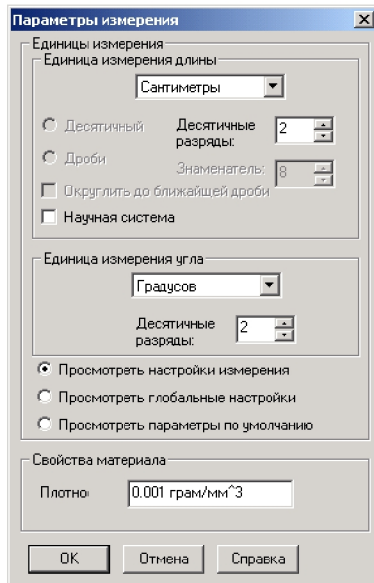 Параметры измерения
Единицы измерения
Единица измерения длины
Сантиметры
Десятичный
Десятичные
разряды:
2
Дроби
Знаменатель:
8
Округлить до ближайщей дроби
Научная система
Единица измерения угла
Градусов
Десятичные
разряды:
2
Просмотреть настройки измерения
Просмотреть глобальные настройки
Просмотреть параметры по умолчанию
Свойства материала
Плотно
0.001 грам/мм^3
OK
Отмена
Справка